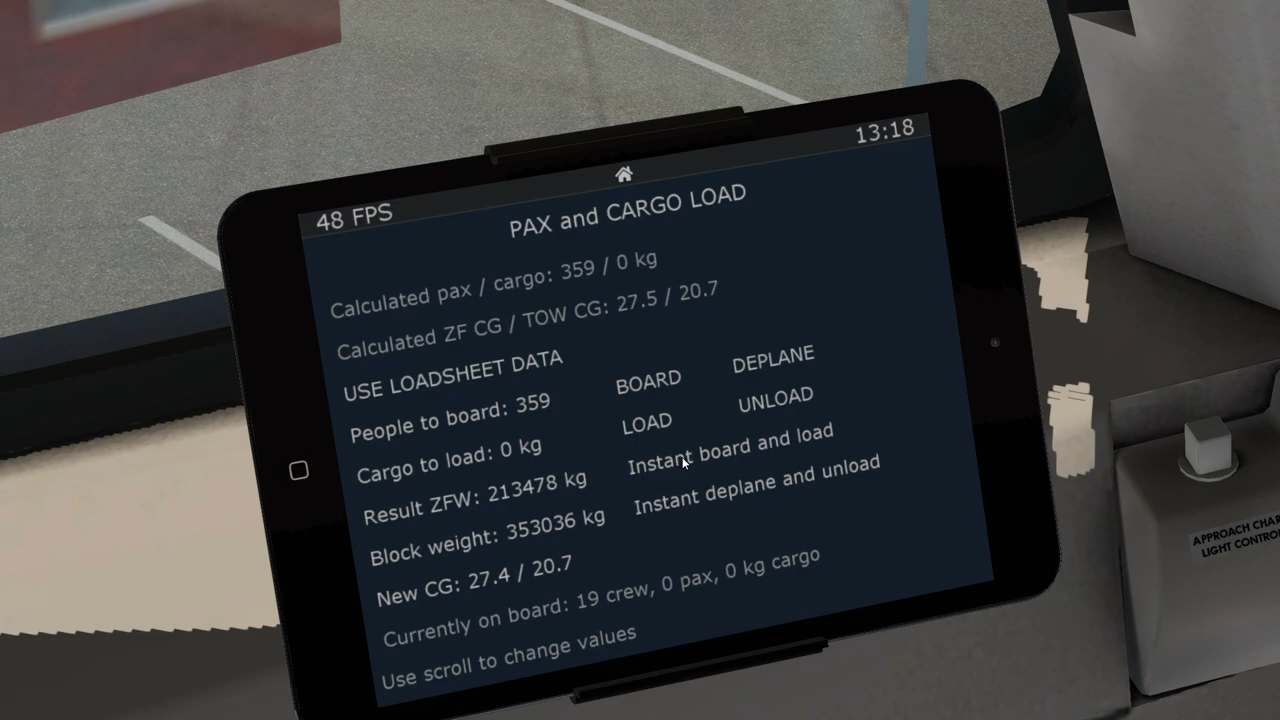 48 FPS
13:18
PAX and CARGO LOAD
Calculated pax / cargo: 359 / 0 kg
Calculated ZF CG / TOW CG: 27.5 / 20.7
USE LOADSHEET DATA
People to board: 359
BOARD
DEPLANE
Cargo to load: 0 kg
LOAD
UNLOAD
Result ZFW: 213478 kg
Instant board and load
Block weight: 353036 kg
Instant deplane and unload
New CG: 27.4 / 20.7
Currently on board: 19 crew, 0 pax, 0 kg cargo
Use scroll to change values
APPROACH
LIGHT